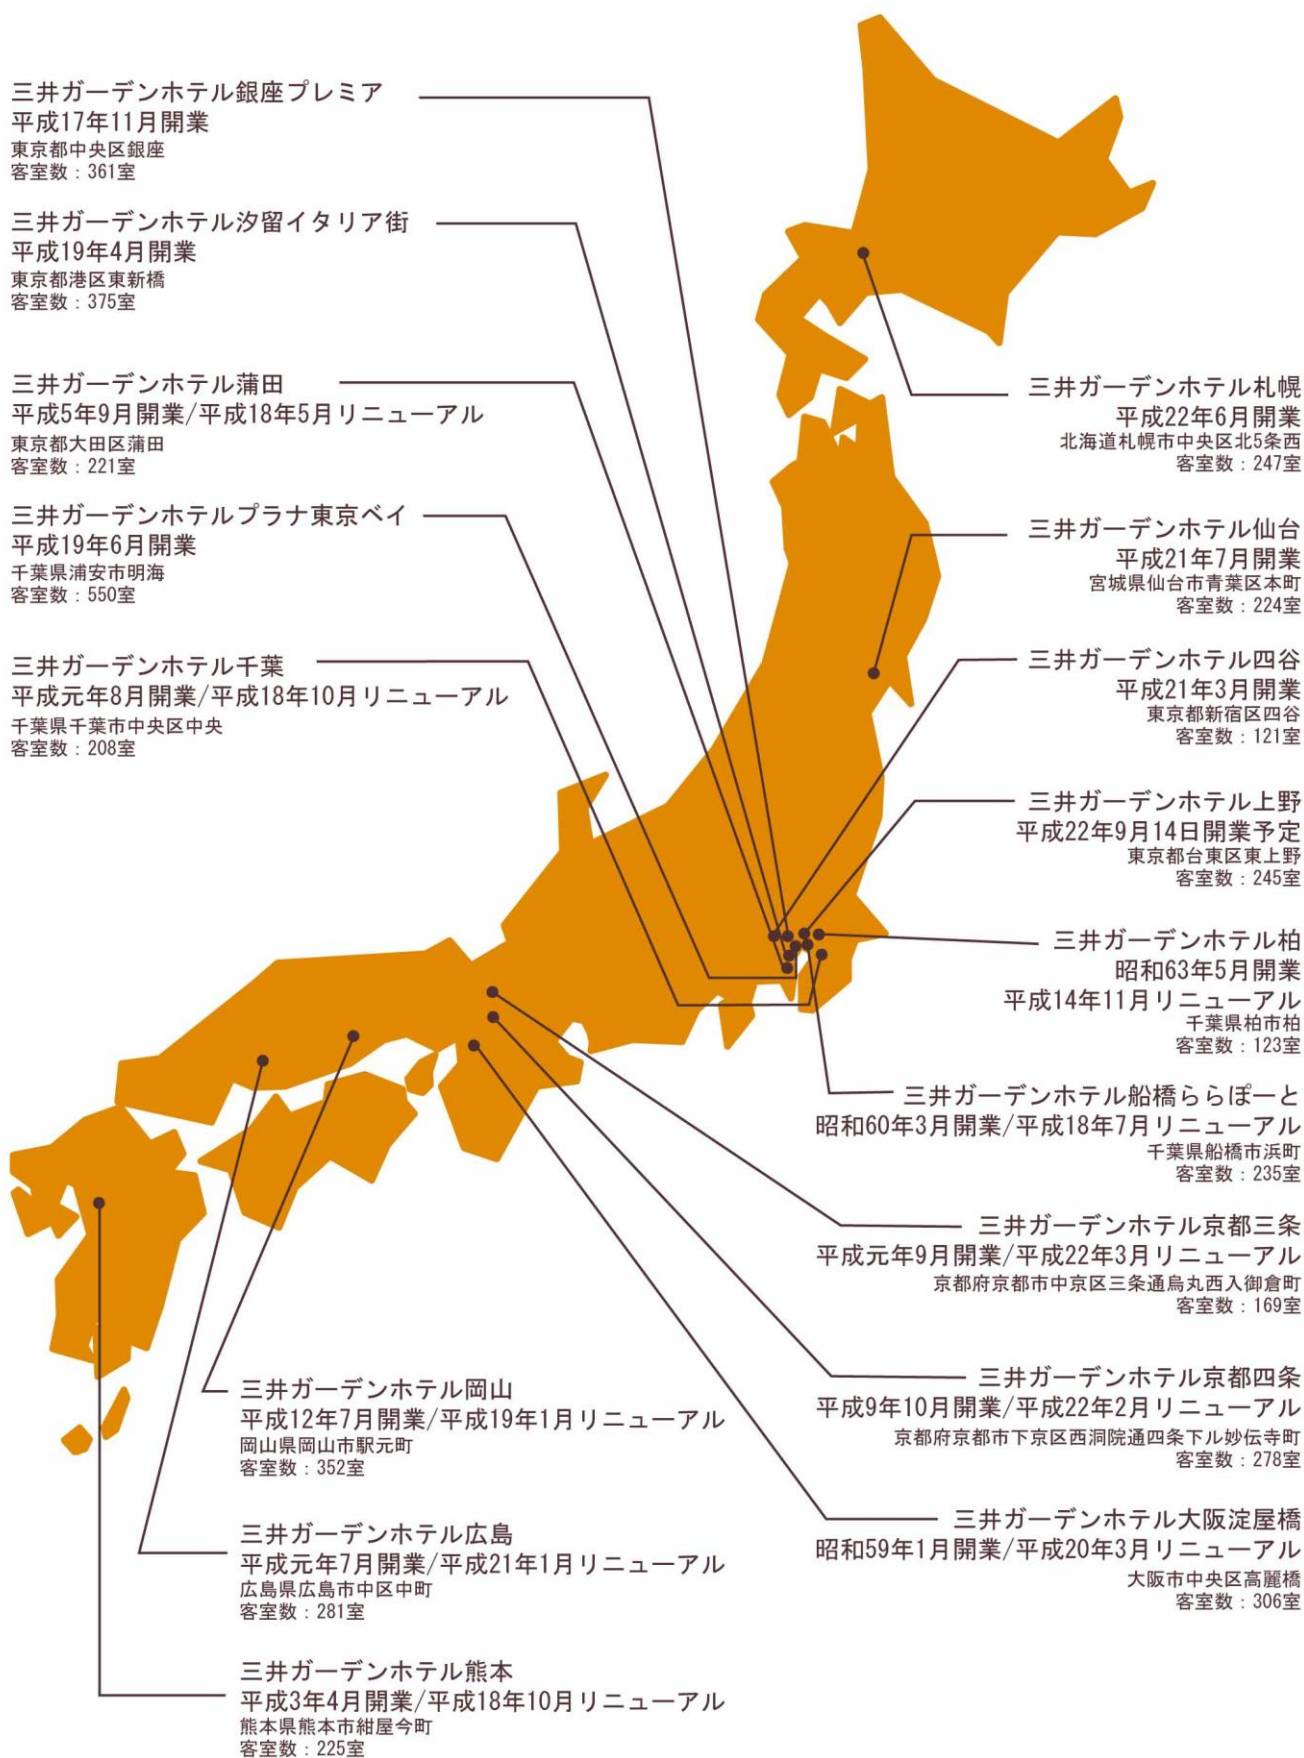 三井ガーデンホテル銀座プレミア
平成17年11月開業
東京都中央区銀座
客室数：361室
三井ガーデンホテル汐留イタリア街
平成19年4月開業
東京都港区東新橋
客室数：375室
三井ガーデンホテル蒲田
平成5年9月開業/平成18年5月リニューアル
東京都大田区蒲田
客室数：221室
三井ガーデンホテルプラナ東京ベイ
平成19年6月開業
千葉県浦安市明海
客室数：550室
三井ガーデンホテル千葉
平成元年8月開業/平成18年10月リニューアル
千葉県千葉市中央区中央
客室数：208室
三井ガーデンホテル札幌
平成22年6月開業
北海道札幌市中央区北5条西
客室数：247室
三井ガーデンホテル仙台
平成21年7月開業
宮城県仙台市青葉区本町
客室数：224室
三井ガーデンホテル四谷
平成21年3月開業
東京都新宿区四谷
客室数：121室
三井ガーデンホテル上野
平成22年9月14日開業予定
東京都台東区東上野
客室数：245室
三井ガーデンホテル柏
昭和63年5月開業
平成14年11月リニューアル
千葉県柏市柏
客室数：123室
三井ガーデンホテル船橋ららぽーと
昭和60年3月開業/平成18年7月リニューアル
千葉県船橋市浜町
客室数：235室
三井ガーデンホテル京都三条
平成元年9月開業/平成22年3月リニューアル
京都府京都市中京区三条通烏丸西入御倉町
客室数：169室
三井ガーデンホテル京都四条
平成9年10月開業/平成22年2月リニューアル
京都府京都市下京区西洞院通四条下ル妙伝寺町
客室数：278室
三井ガーデンホテル大阪淀屋橋
昭和59年1月開業/平成20年3月リニューアル
大阪市中央区高麗橋
客室数：306室
三井ガーデンホテル岡山
平成12年7月開業/平成19年1月リニューアル
岡山県岡山市駅元町
客室数：352室
三井ガーデンホテル広島
平成元年7月開業/平成21年1月リニューアル
広島県広島市中区中町
客室数：281室
三井ガーデンホテル熊本
平成3年4月開業/平成18年10月リニューアル
熊本県熊本市紺屋今町
客室数：225室